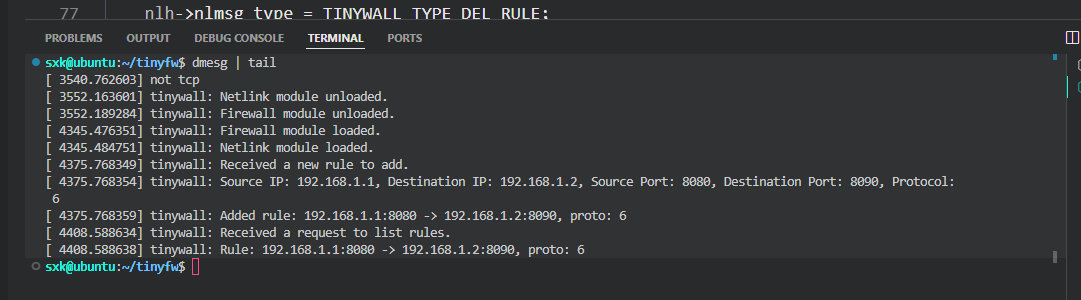 77 nlh->nlmsg_type = TINYWALL_TYPE_DEL_RULE;
PROBLEMS OUTPUT DEBUG CONSOLE TERMINAL PORTS
sxk@ubuntu:~/tinyfw$ dmesg | tail
[ 3540.762603] not tcp
[ 3552.163601] tinywall: Netlink module unloaded.
[ 3552.189284] tinywall: Firewall module unloaded.
[ 4345.476351] tinywall: Firewall module loaded.
[ 4345.484751] tinywall: Netlink module loaded.
[ 4375.768349] tinywall: Received a new rule to add.
[ 4375.768354] tinywall: Source IP: 192.168.1.1, Destination IP: 192.168.1.2, Source Port: 8080, Destination Port: 8090, Protocol:
6
[ 4375.768359] tinywall: Added rule: 192.168.1.1:8080 -> 192.168.1.2:8090, proto: 6
[ 4408.588634] tinywall: Received a request to list rules.
[ 4408.588638] tinywall: Rule: 192.168.1.1:8080 -> 192.168.1.2:8090, proto: 6
sxk@ubuntu:~/tinyfw$